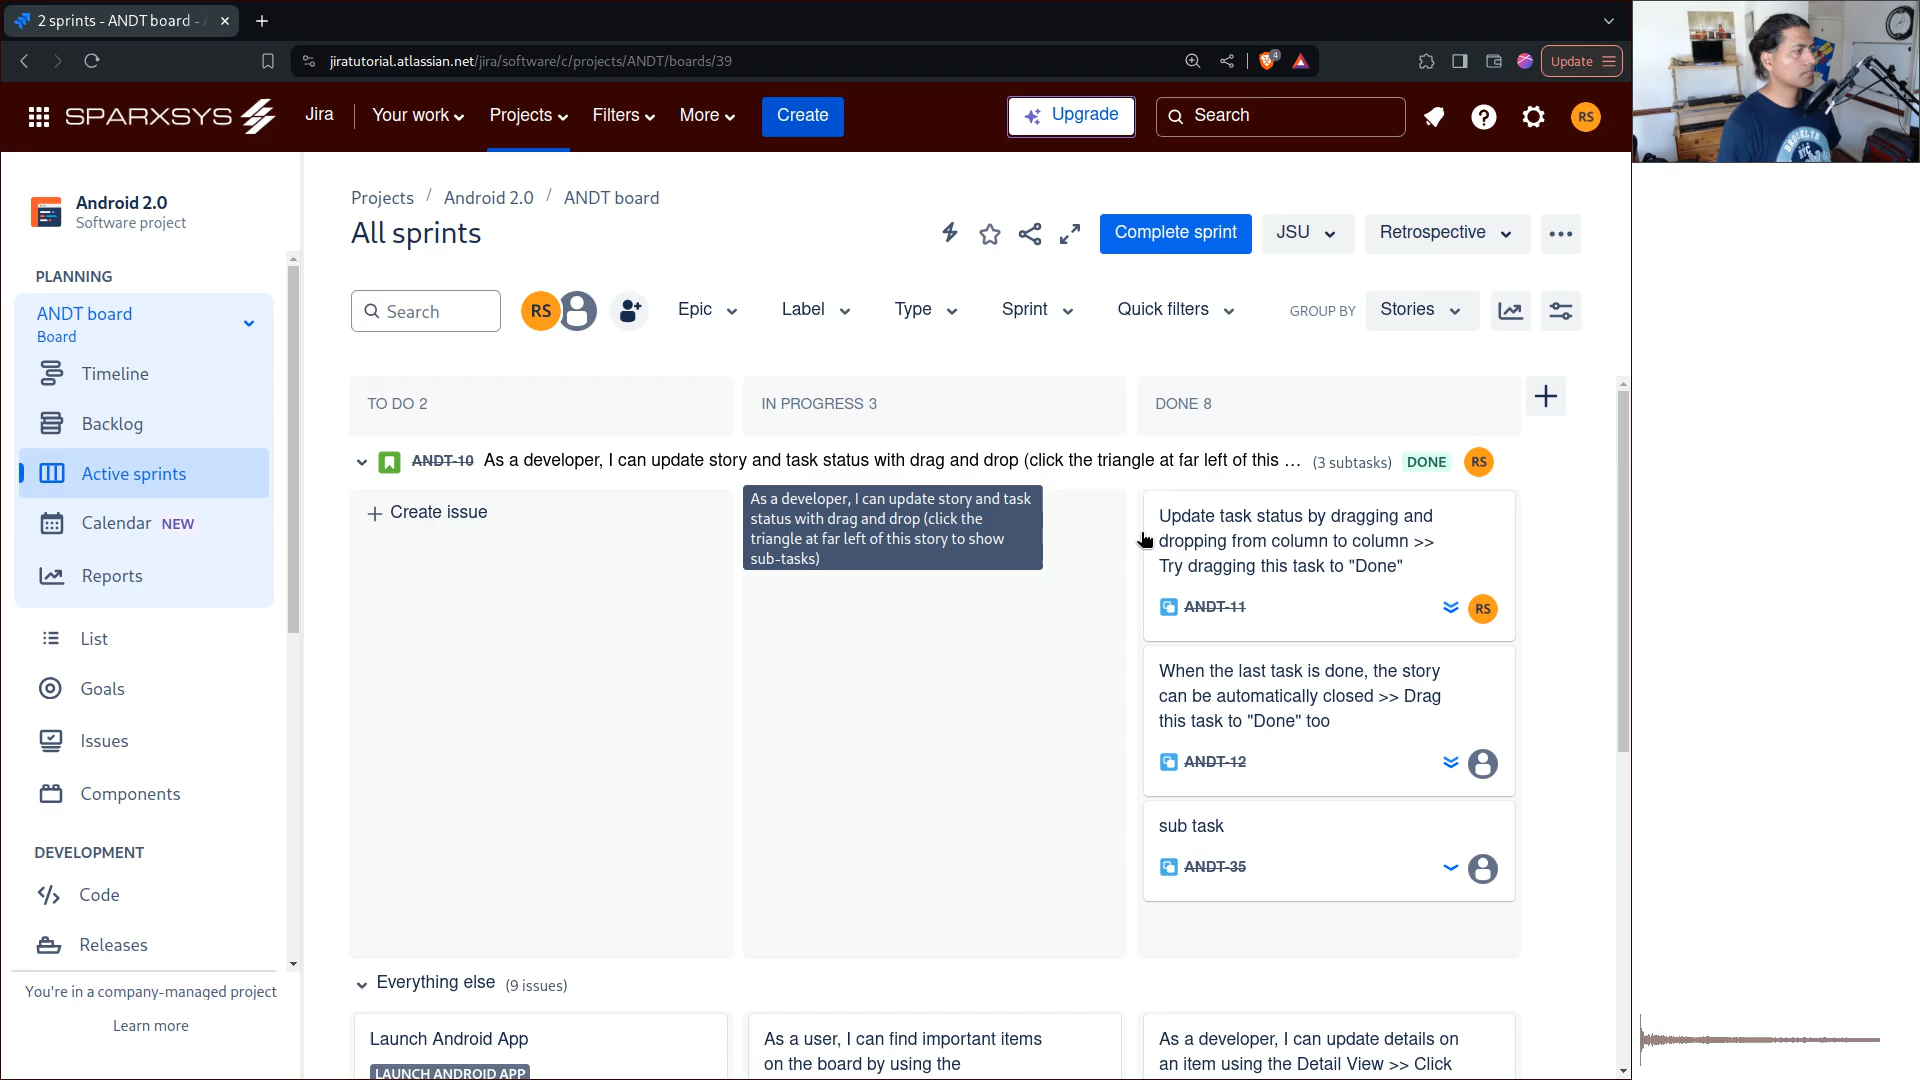 2 sprints - ANDT board -
jiratutorial.atlassian.net/jira/software/c/projects/ANDT/boards/39
4
Update
SPARXSYS
Jira
Your work
Projects
Filters
More
Create
Upgrade
Search
RS
Android 2.0
Software project
PLANNING
ANDT board
Board
Timeline
Backlog
Active sprints
Calendar NEW
Reports
List
Goals
Issues
Components
DEVELOPMENT
Code
Releases
You're in a company-managed project
Learn more
Projects / Android 2.0 / ANDT board
All sprints
Complete sprint
JSU
Retrospective
Search
RS
Epic
Label
Type
Sprint
Quick filters
GROUP BY
Stories
TO DO 2
IN PROGRESS 3
DONE 8
ANDT-10 As a developer, I can update story and task status with drag and drop (click the triangle at far left of this ... (3 subtasks) DONE RS
Create issue
As a developer, I can update story and task
status with drag and drop (click the
triangle at far left of this story to show
sub-tasks)
Update task status by dragging and
dropping from column to column >>
Try dragging this task to "Done"
ANDT-11
RS
When the last task is done, the story
can be automatically closed >> Drag
this task to "Done" too
ANDT-12
sub task
ANDT-35
Everything else (9 issues)
Launch Android App
LAUNCH ANDROID APP
As a user, I can find important items
on the board by using the
As a developer, I can update details on
an item using the Detail View >> Click
BROOKLYN
NYC